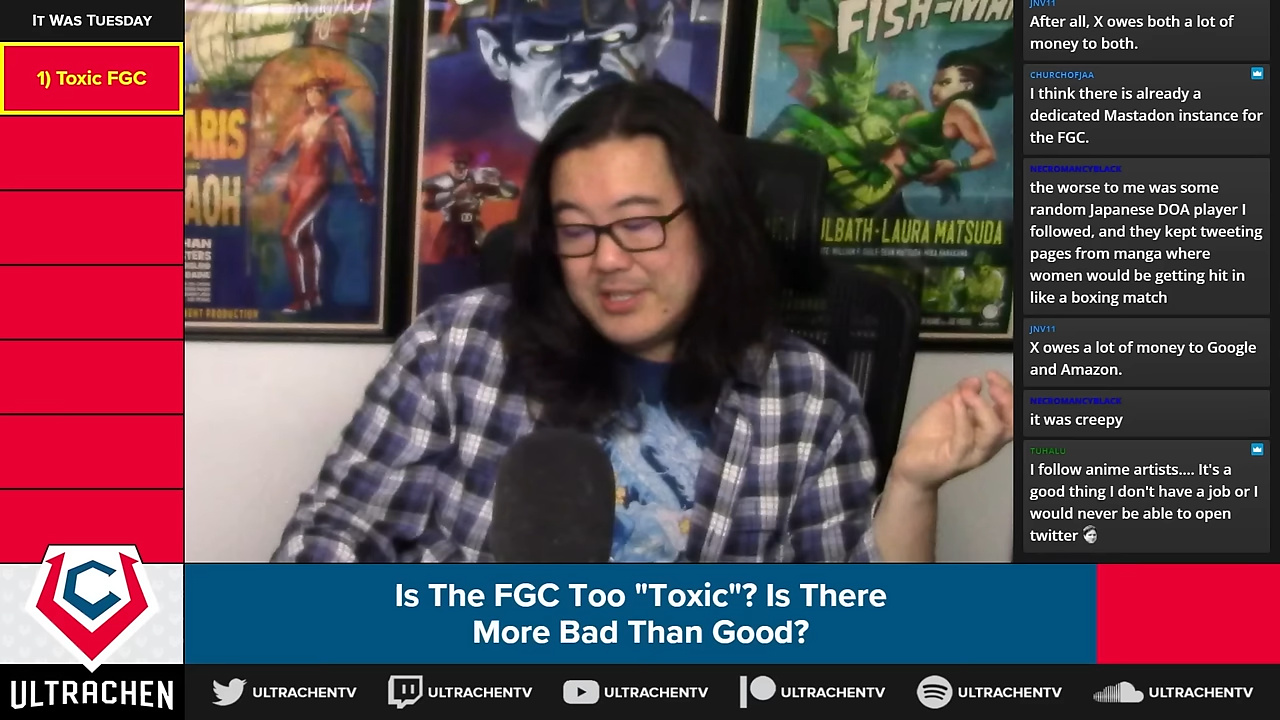 IT WAS TUESDAY
1) Toxic FGC
ARIS
AOH
FISH-MA
ILBATH · LAURA MATSUDA
JNV11
After all, X owes both a lot of
money to both.
CHURCHOFJAA
I think there is already a
dedicated Mastadon instance for
the FGC.
NECROMANCYBLACK
the worse to me was some
random Japanese DOA player I
followed, and they kept tweeting
pages from manga where
women would be getting hit in
like a boxing match
JNV11
X owes a lot of money to Google
and Amazon.
NECROMANCYBLACK
it was creepy
TUHALU
I follow anime artists.... It's a
good thing I don't have a job or I
would never be able to open
twitter
Is The FGC Too "Toxic"? Is There
More Bad Than Good?
ULTRACHEN
ULTRACHENTV
ULTRACHENTV
ULTRACHENTV
ULTRACHENTV
ULTRACHENTV
ULTRACHENTV